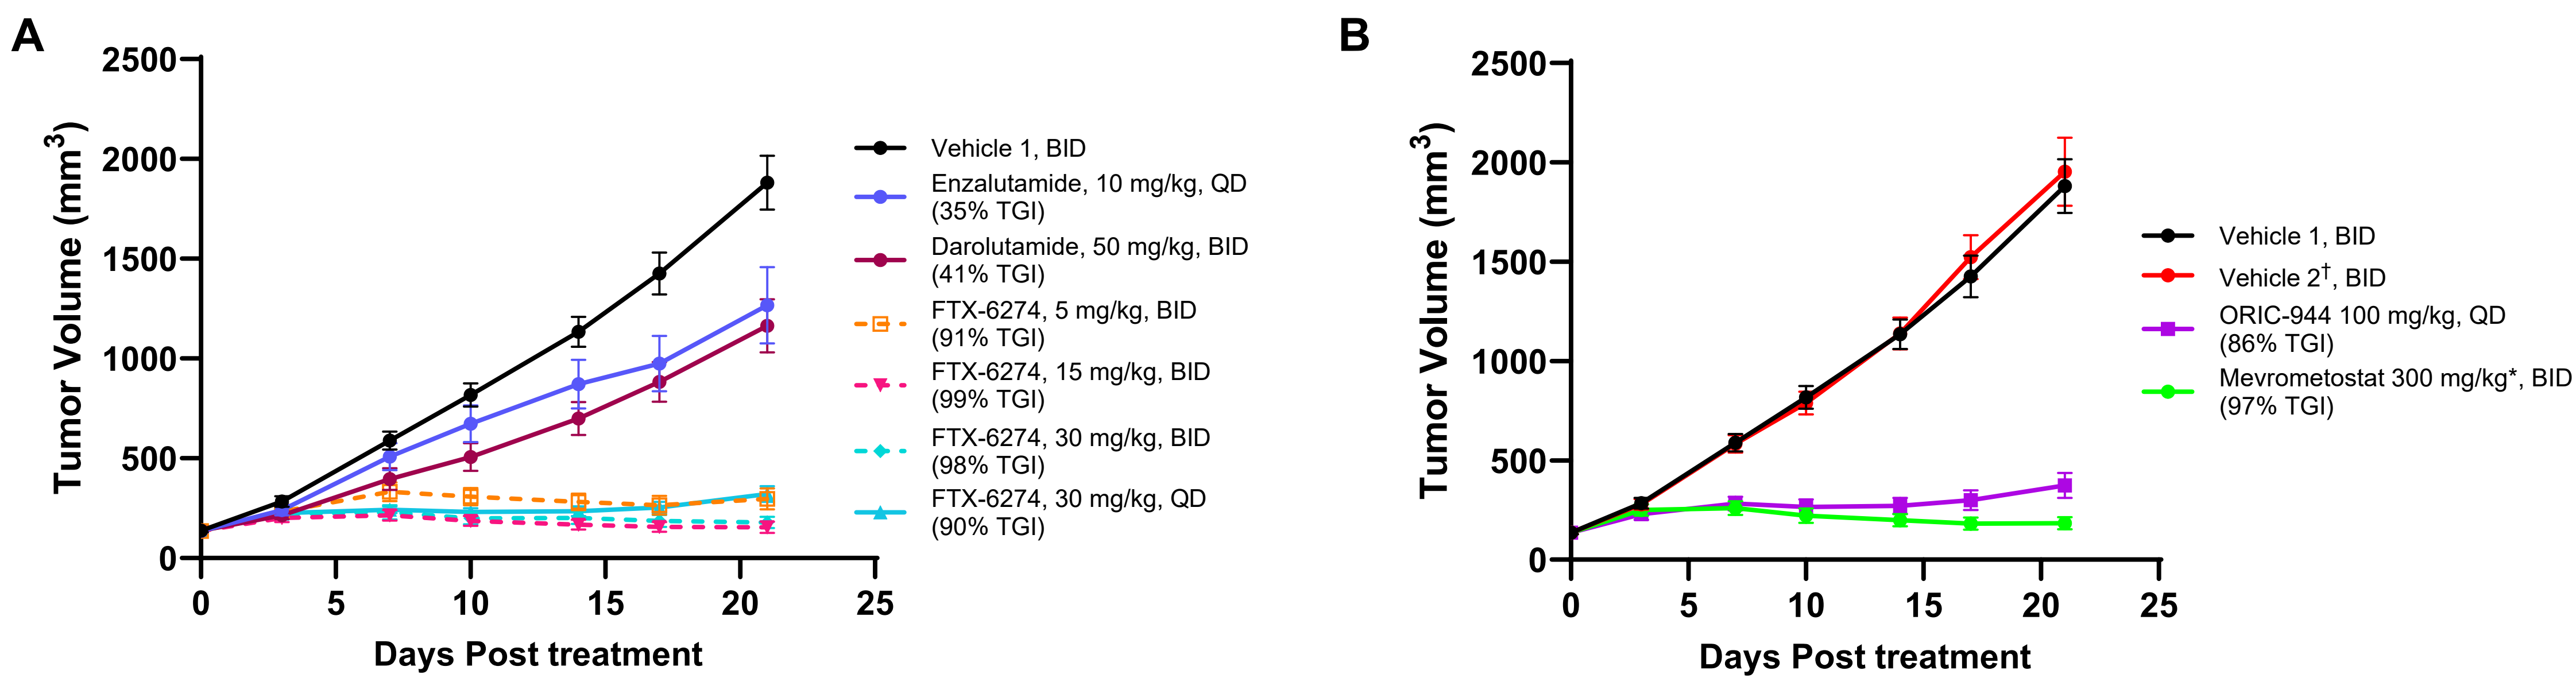 A
2500
2000
1500
1000
500
0
Tumor Volume (mm³)
0 5 10 15 20 25
Days Post treatment
Vehicle 1, BID
Enzalutamide, 10 mg/kg, QD
(35% TGI)
Darolutamide, 50 mg/kg, BID
(41% TGI)
FTX-6274, 5 mg/kg, BID
(91% TGI)
FTX-6274, 15 mg/kg, BID
(99% TGI)
FTX-6274, 30 mg/kg, BID
(98% TGI)
FTX-6274, 30 mg/kg, QD
(90% TGI)
B
2500
2000
1500
1000
500
0
Tumor Volume (mm³)
0 5 10 15 20 25
Days Post treatment
Vehicle 1, BID
Vehicle 2†, BID
ORIC-944 100 mg/kg, QD
(86% TGI)
Mevrometostat 300 mg/kg*, BID
(97% TGI)